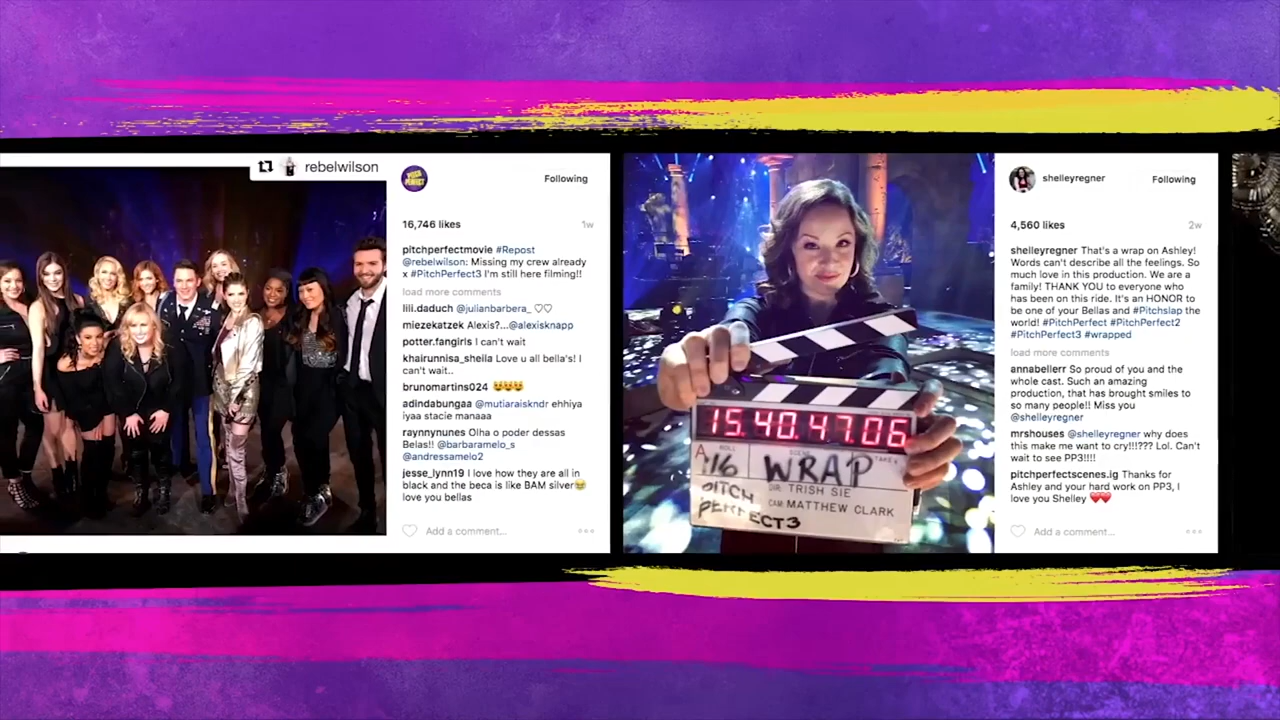 rebelwilson
PITCH
PERFECT
Following
16,746 likes
1w
pitchperfectmovie #Repost
@rebelwilson: Missing my crew already
x #PitchPerfect3 I'm still here filming!!
load more comments
lili.daduch @julianbarbera_ ♡♡
miezekatzek Alexis?...@alexisknapp
potter.fangirls I can't wait
khairunnisa_sheila Love u all bella's! I
can't wait..
brunomartins024 😻😻😻
adindabungaa @mutiaraiskndr ehhiya
iyaa stacie manaaa
raynnynunes Olha o poder dessas
Belas!! @barbaramelo_s
@andressamelo2
jesse_lynn19 I love how they are all in
black and the beca is like BAM silver😂
love you bellas
Add a comment...
15.40.47.06
ROLL
SCENE
TAKE
A
116
WRAP
DIR: TRISH SIE
CAM: MATTHEW CLARK
PITCH
PERFECT3
shelleyregner
Following
4,560 likes
2w
shelleyregner That's a wrap on Ashley!
Words can't describe all the feelings. So
much love in this production. We are a
family! THANK YOU to everyone who
has been on this ride. It's an HONOR to
be one of your Bellas and #Pitchslap the
world! #PitchPerfect #PitchPerfect2
#PitchPerfect3 #wrapped
load more comments
annabellerr So proud of you and the
whole cast. Such an amazing
production, that has brought smiles to
so many people!! Miss you
@shelleyregner
mrshouses @shelleyregner why does
this make me want to cry!!!??? Lol. Can't
wait to see PP3!!!!
pitchperfectscenes.ig Thanks for
Ashley and your hard work on PP3, I
love you Shelley ❤❤
Add a comment...